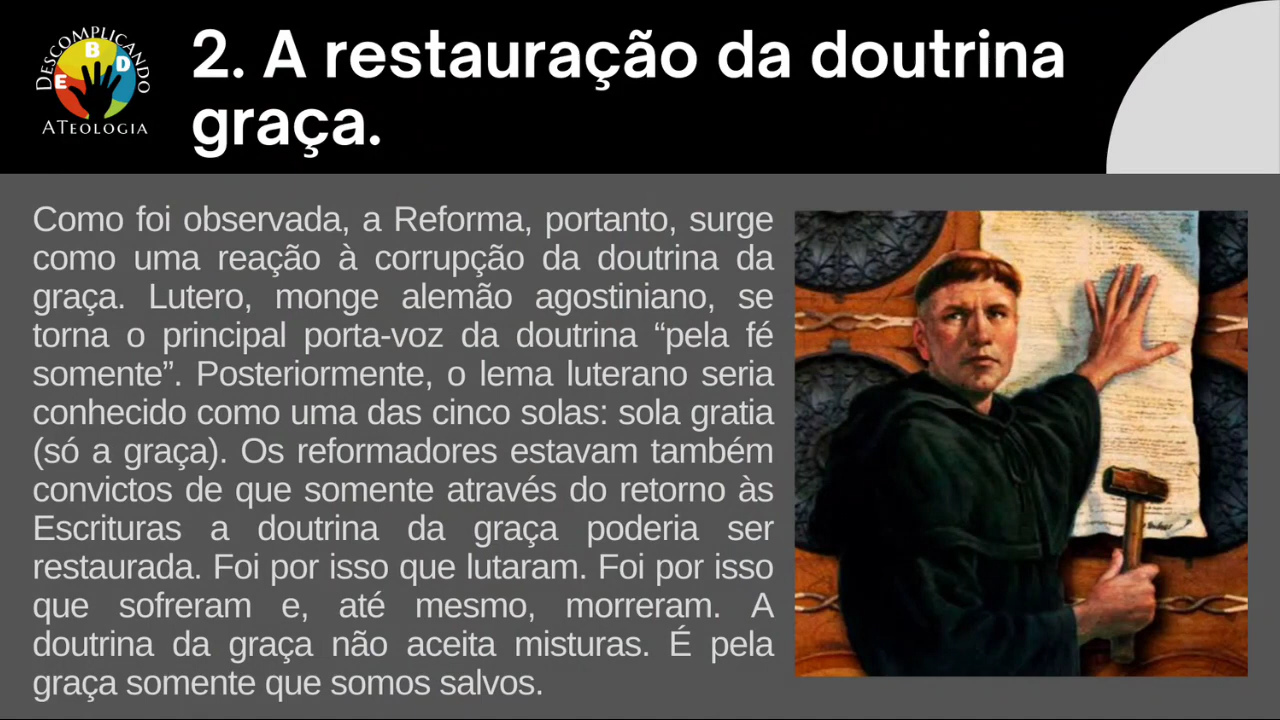 DESCOMPLICANDO
E B D
ATEOLOGIA
2. A restauração da doutrina
graça.
Como foi observada, a Reforma, portanto, surge
como uma reação à corrupção da doutrina da
graça. Lutero, monge alemão agostiniano, se
torna o principal porta-voz da doutrina “pela fé
somente”. Posteriormente, o lema luterano seria
conhecido como uma das cinco solas: sola gratia
(só a graça). Os reformadores estavam também
convictos de que somente através do retorno às
Escrituras a doutrina da graça poderia ser
restaurada. Foi por isso que lutaram. Foi por isso
que sofreram e, até mesmo, morreram. A
doutrina da graça não aceita misturas. É pela
graça somente que somos salvos.